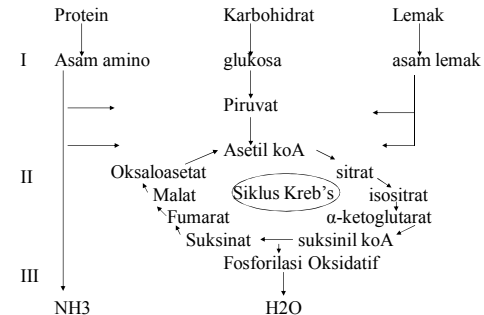 Protein Karbohidrat Lemak
I Asam amino glukosa asam lemak
Piruvat
Asetil koA
Oksaloasetat sitrat
II Malat Siklus Kreb's isositrat
Fumarat α-ketoglutarat
Suksinat suksinil koA
III Fosforilasi Oksidatif
NH3 H2O